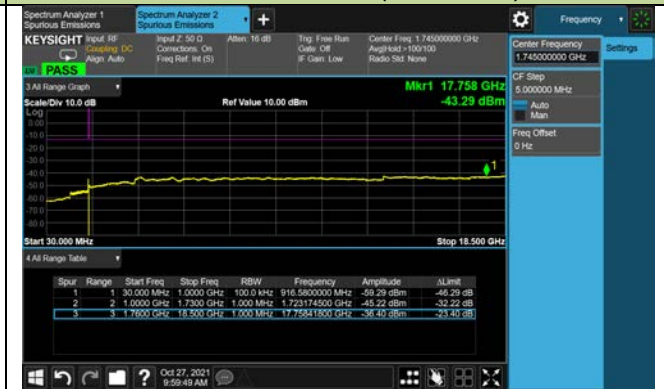 Spectrum Analyzer 1
Spurious Emissions
Spectrum Analyzer 2
Spurious Emissions
+
Frequency
KEYSIGHT
Input: RF
Coupling: DC
Align: Auto
Input Z: 50 Ω
Corrections: On
Freq Ref: Int (S)
Atten: 16 dB
Trig: Free Run
Gate: Off
IF Gain: Low
Center Freq: 1.745000000 GHz
Avg|Hold:>100/100
Radio Std: None
PASS
Center Frequency
1.745000000 GHz
Settings
CF Step
5.000000 MHz
Auto
Man
Freq Offset
0 Hz
3 All Range Graph
Mkr1 17.758 GHz
Scale/Div 10.0 dB
Ref Value 10.00 dBm
-43.29 dBm
Log
0.00
-10.0
-20.0
-30.0
-40.0
-50.0
-60.0
-70.0
-80.0
1
Start 30.000 MHz
Stop 18.500 GHz
4 All Range Table
Spur Range Start Freq Stop Freq RBW Frequency Amplitude ΔLimit
1 1 30.000 MHz 1.0000 GHz 100.0 kHz 916.5800000 MHz -59.29 dBm -46.29 dB
2 2 1.0000 GHz 1.7300 GHz 1.000 MHz 1.723174500 GHz -45.22 dBm -32.22 dB
3 3 1.7600 GHz 18.500 GHz 1.000 MHz 17.75841800 GHz -36.40 dBm -23.40 dB
?
Oct 27, 2021
9:59:49 AM